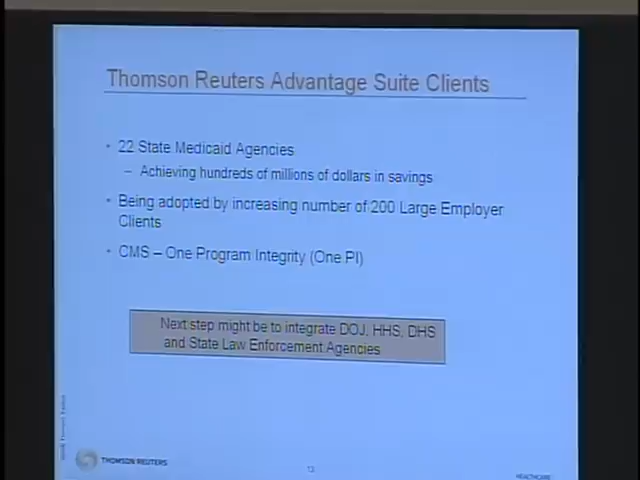 Thomson Reuters Advantage Suite Clients
• 22 State Medicaid Agencies
– Achieving hundreds of millions of dollars in savings
• Being adopted by increasing number of 200 Large Employer
Clients
• CMS – One Program Integrity (One PI)
Next step might be to integrate DOJ, HHS, DHS
and State Law Enforcement Agencies
THOMSON REUTERS
13
HEALTHCARE